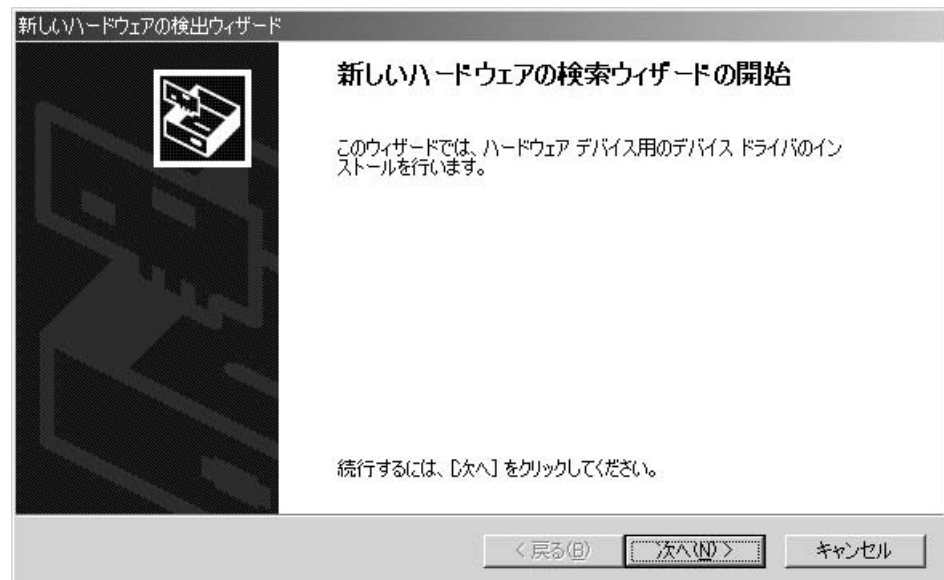 新しいハードウェアの検出ウィザード
新しいハードウェアの検索ウィザードの開始
このウィザードでは、ハードウェア デバイス用のデバイス ドライバのイン
ストールを行います。
続行するには、[次へ] をクリックしてください。
< 戻る(B)
次へ(N) >
キャンセル